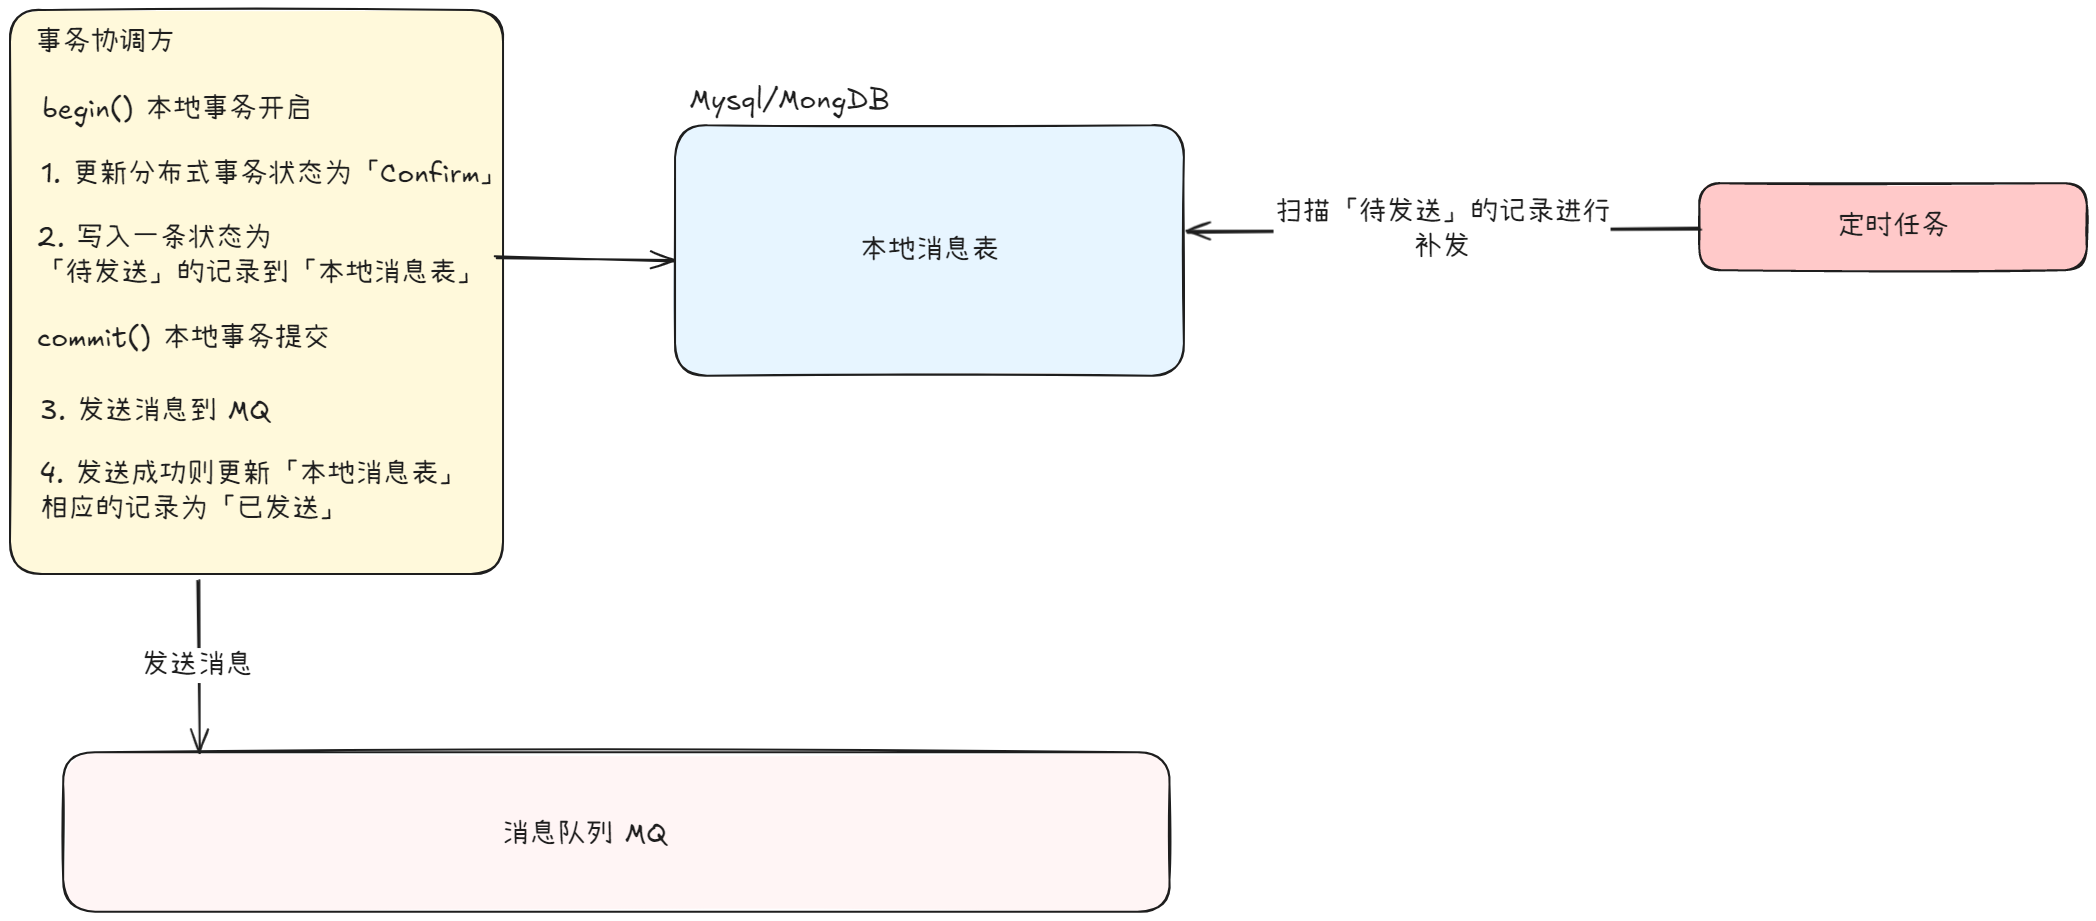 事务协调方
begin() 本地事务开启
1. 更新分布式事务状态为「Confirm」
2. 写入一条状态为
「待发送」的记录到「本地消息表」
commit() 本地事务提交
3. 发送消息到 MQ
4. 发送成功则更新「本地消息表」
相应的记录为「已发送」
Mysql/MongDB
本地消息表
扫描「待发送」的记录进行
补发
定时任务
发送消息
消息队列 MQ